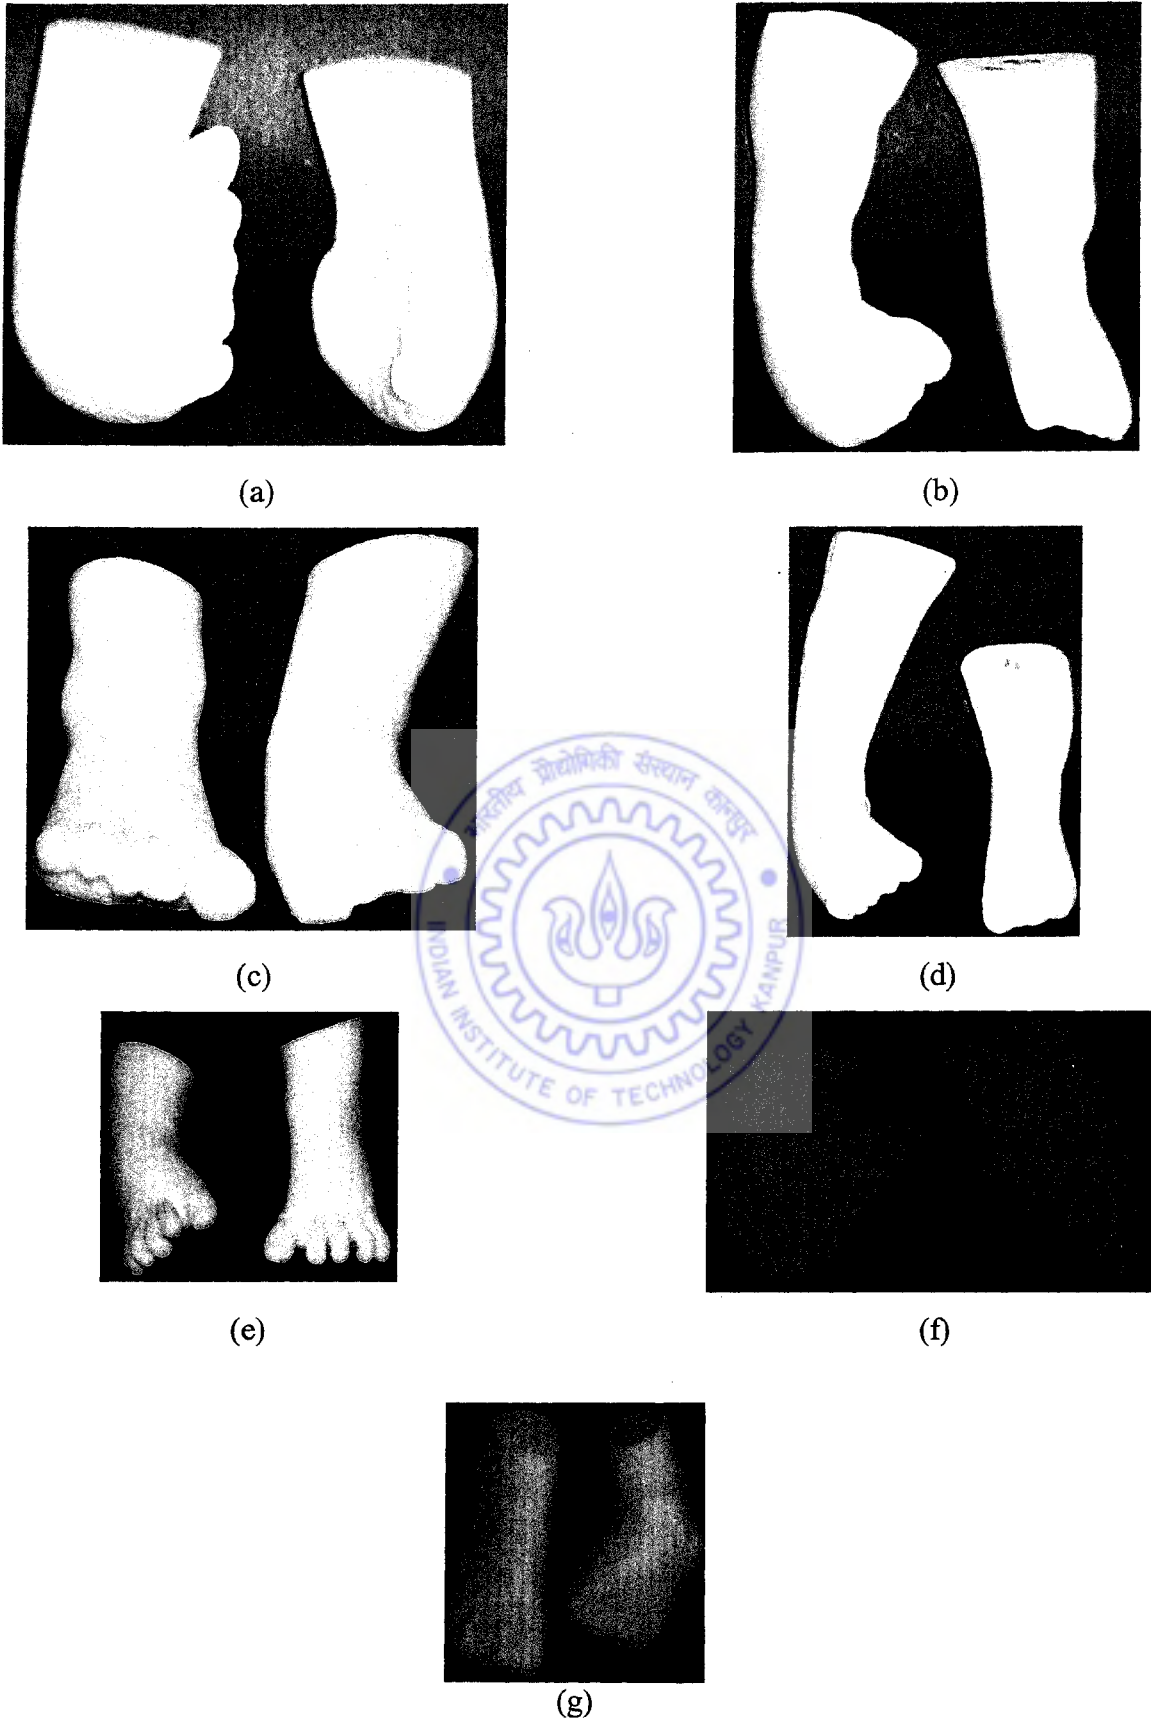 (a)
(b)
(c)
(d)
भारतीय प्रौद्योगिकी संस्थान कानपुर
INDIAN INSTITUTE OF TECHNOLOGY KANPUR
(e)
(f)
(g)